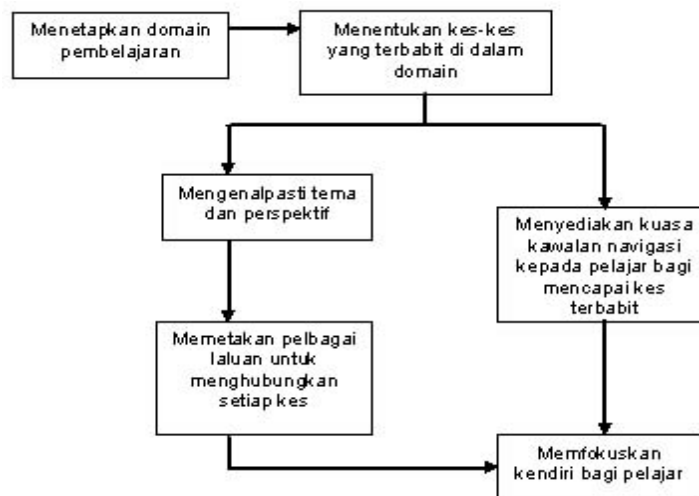 Menetapkan domain
pembelajaran
Menentukan kes-kes
yang terbabit di dalam
domain
Mengenalpasti tema
dan perspektif
Menyediakan kuasa
kawalan navigasi
kepada pelajar bagi
mencapai kes
terbabit
Memetakan pelbagai
laluan untuk
menghubungkan
setiap kes
Memfokuskan
kendiri bagi pelajar